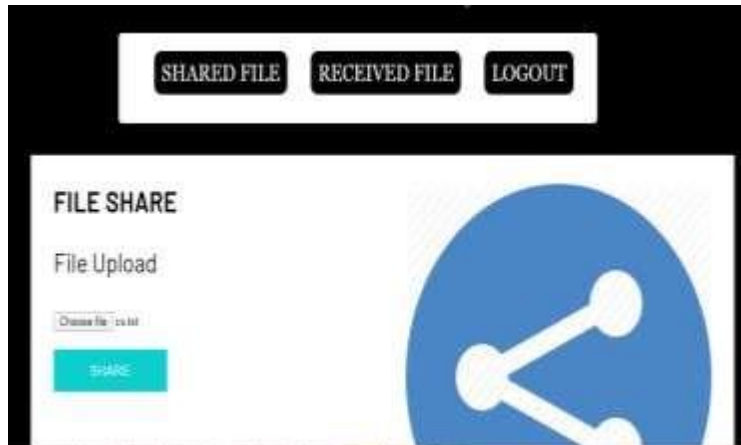 SHARED FILE RECEIVED FILE LOGOUT
FILE SHARE
File Upload
Choose file
SHARE